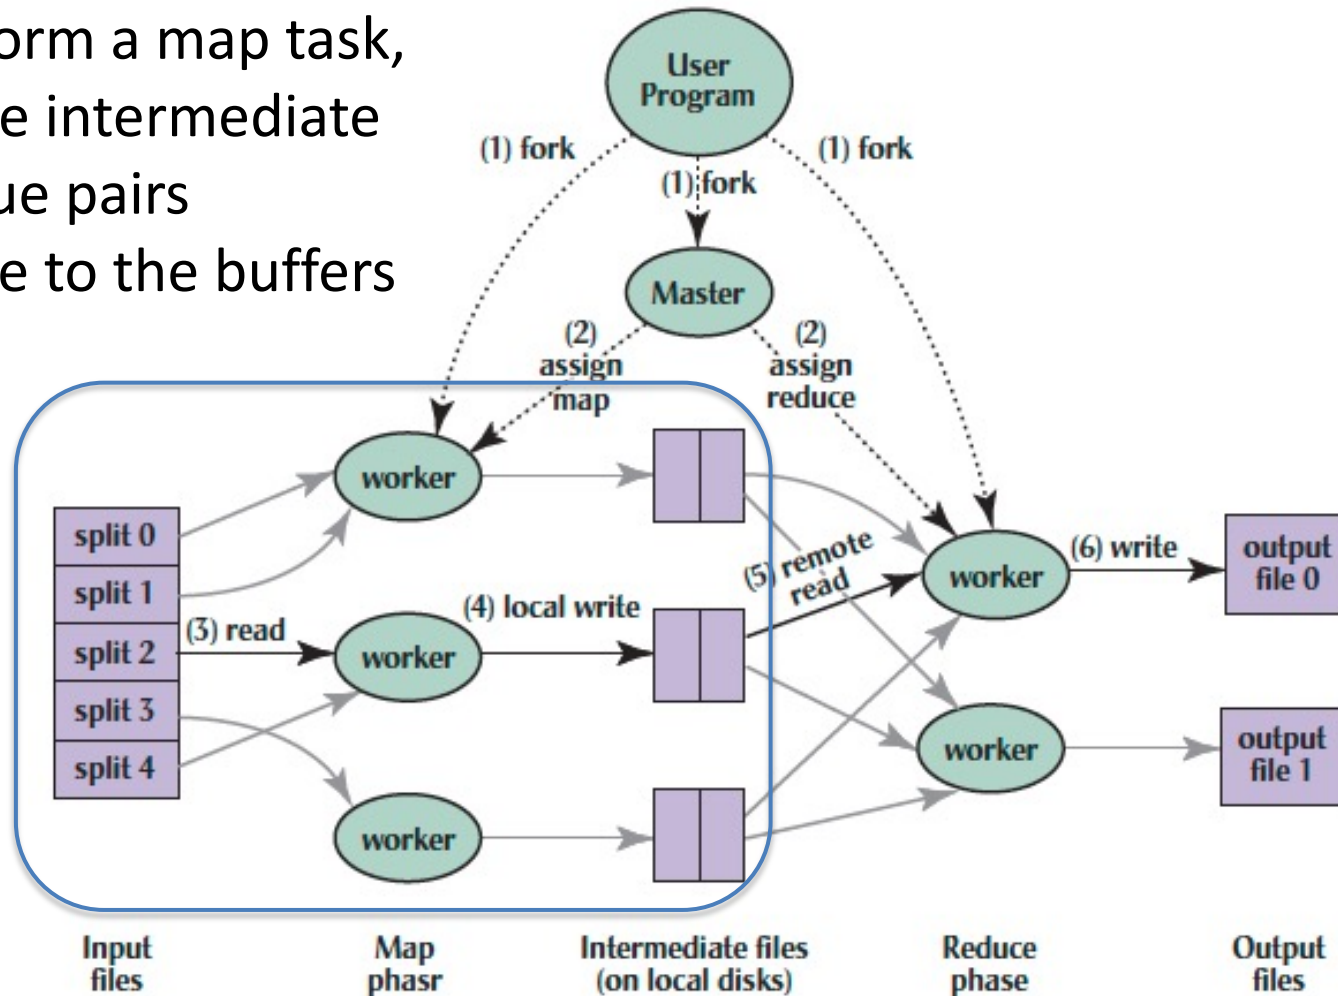 orm a map task,
e intermediate
ue pairs
e to the buffers
User
Program
(1) fork
(1) fork
(1) fork
Master
(2)
assign
map
(2)
assign
reduce
worker
split 0
split 1
split 2
split 3
split 4
(3) read
worker
(4) local write
worker
(5) remote
read
worker
(6) write
output
file 0
worker
output
file 1
Input
files
Map
phasr
Intermediate files
(on local disks)
Reduce
phase
Output
files